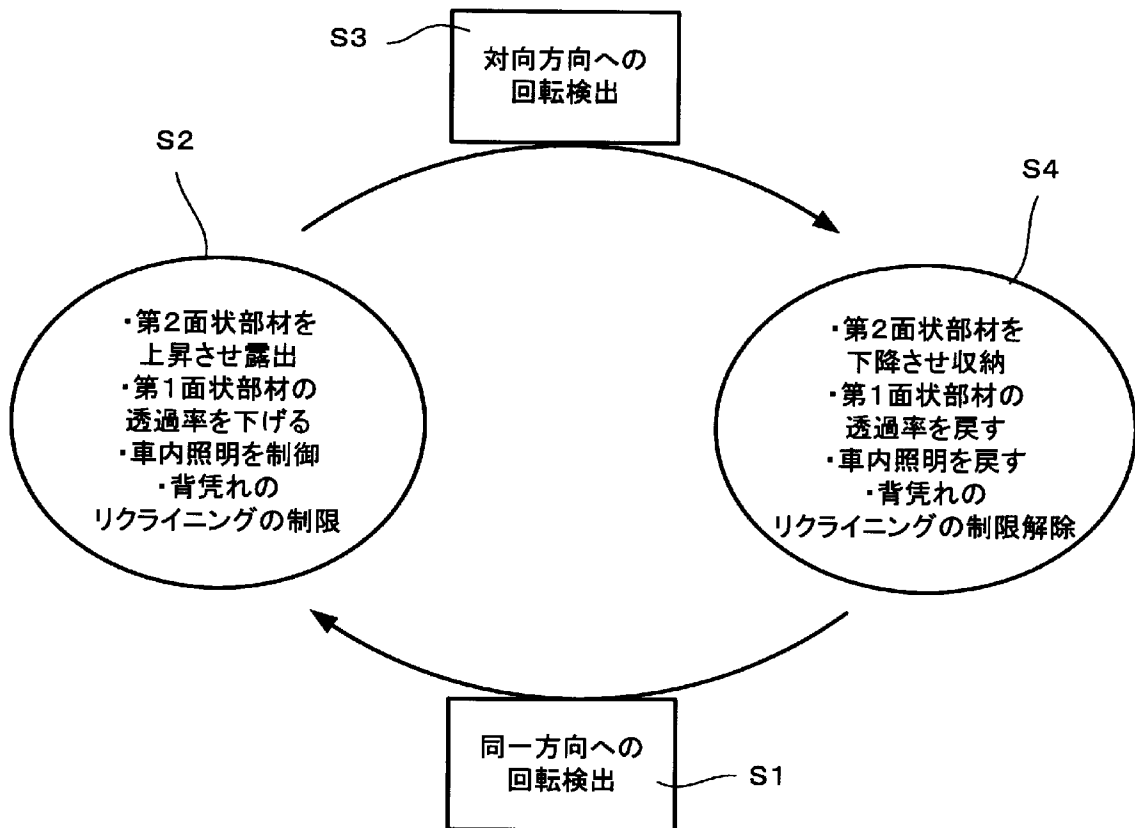 S3
対向方向への
回転検出
S2
・第2面状部材を
上昇させ露出
・第1面状部材の
透過率を下げる
・車内照明を制御
・背凭れの
リクライニングの制限
S4
・第2面状部材を
下降させ収納
・第1面状部材の
透過率を戻す
・車内照明を戻す
・背凭れの
リクライニングの制限解除
同一方向への
回転検出
S1